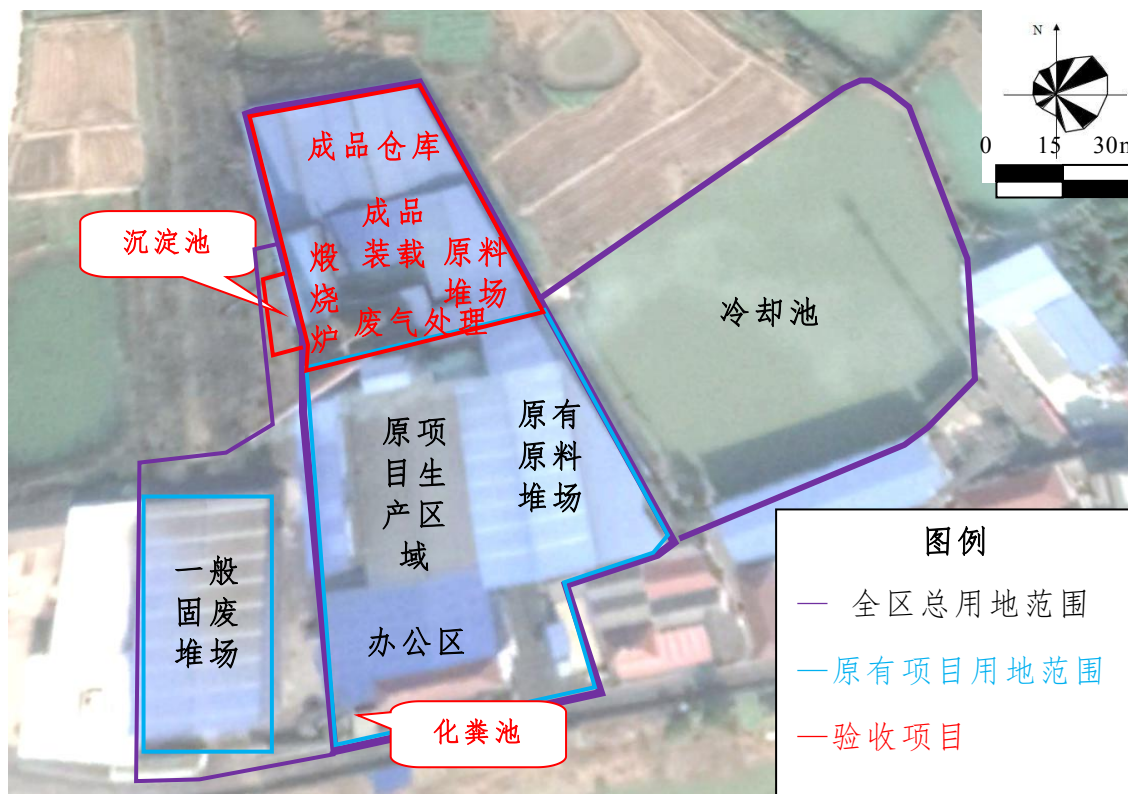 N
0 15 30m
成品仓库
成品
装载
原料
堆场
煅
烧
炉
废气处理
沉淀池
冷却池
原项
目生
产区
域
原有
原料
堆场
一般
固废
堆场
办公区
化粪池
图例
全区总用地范围
原有项目用地范围
验收项目